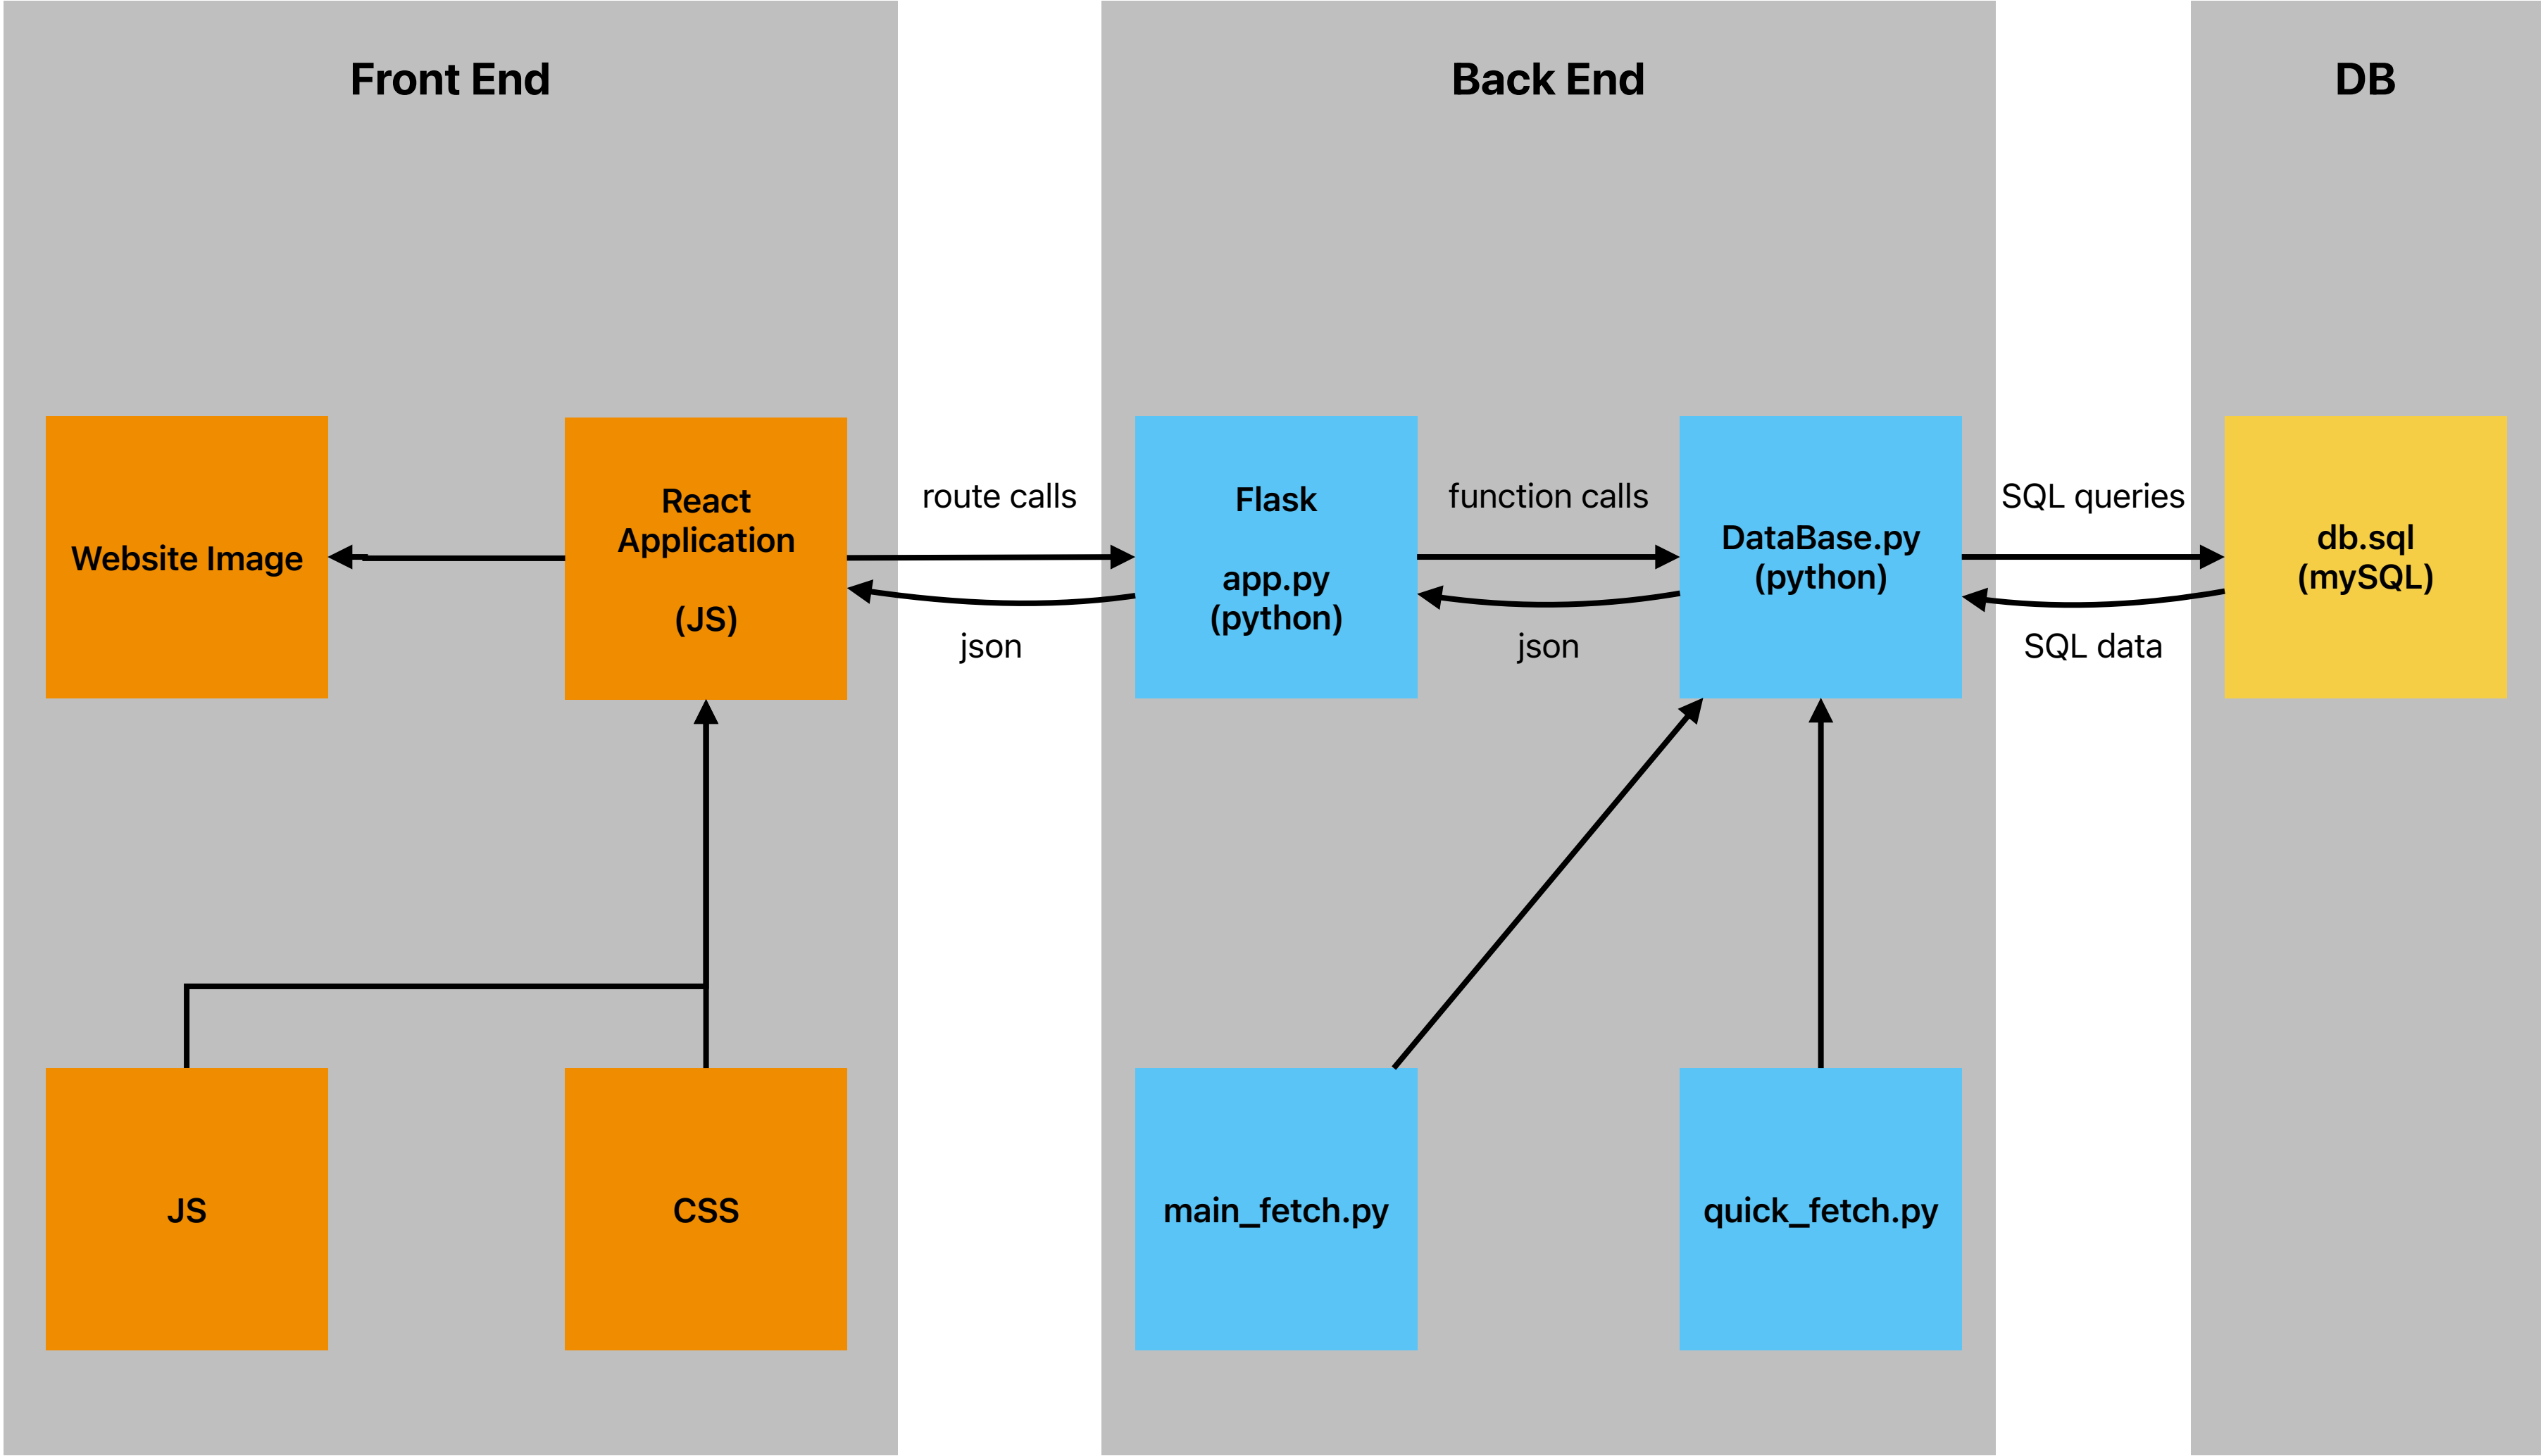 Front End
Back End
DB
Website Image
React
Application
(JS)
route calls
json
Flask
app.py
(python)
function calls
json
DataBase.py
(python)
SQL queries
SQL data
db.sql
(mySQL)
JS
CSS
main_fetch.py
quick_fetch.py